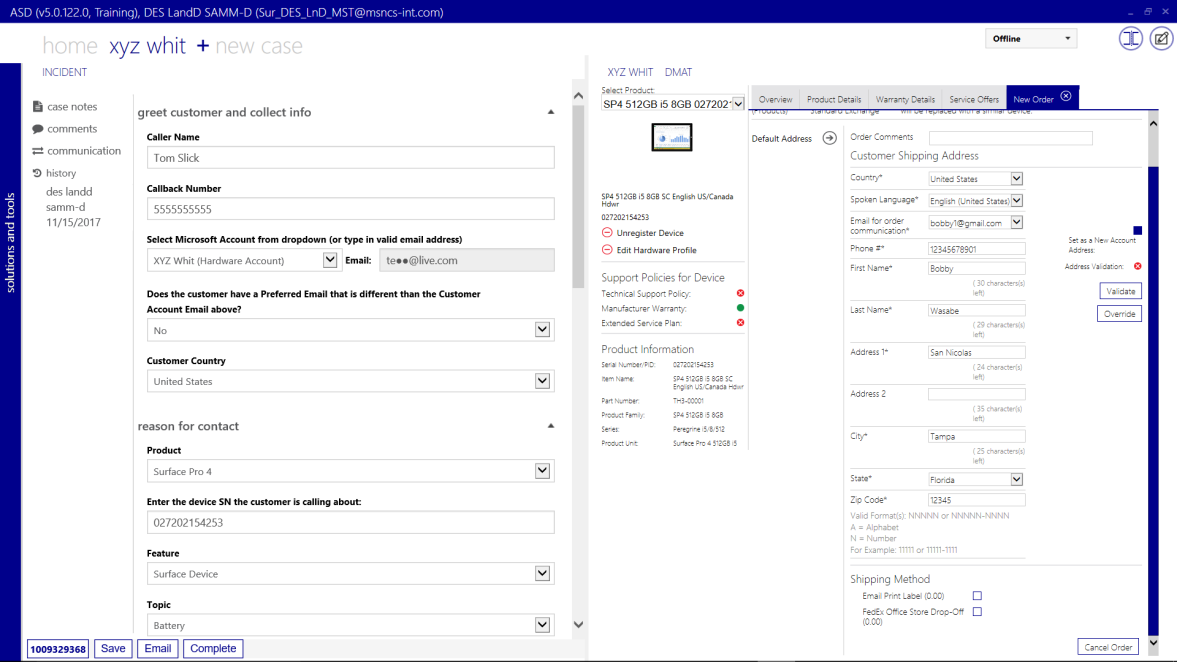 ASD (v5.0.122.0, Training), DES LandD SAMM-D (Sur_DES_LnD_MST@msncs-int.com)
home xyz whit + new case
Offline
INCIDENT
solutions and tools
case notes
comments
communication
history
des landd
samm-d
11/15/2017
greet customer and collect info
Caller Name
Tom Slick
Callback Number
5555555555
Select Microsoft Account from dropdown (or type in valid email address)
XYZ Whit (Hardware Account) Email: te●●@live.com
Does the customer have a Preferred Email that is different than the Customer
Account Email above?
No
Customer Country
United States
reason for contact
Product
Surface Pro 4
Enter the device SN the customer is calling about:
027202154253
Feature
Surface Device
Topic
Battery
1009329368 Save Email Complete
XYZ WHIT DMAT
Select Product:
SP4 512GB i5 8GB 027202
SP4 512GB i5 8GB SC English US/Canada
Hdwr
027202154253
Unregister Device
Edit Hardware Profile
Support Policies for Device
Technical Support Policy:
Manufacturer Warranty:
Extended Service Plan:
Product Information
Serial Number/PID: 027202154253
Item Name: SP4 512GB i5 8GB SC
English US/Canada Hdwr
Part Number: TH3-00001
Product Family: SP4 512GB i5 8GB
Series: Peregrine i5/8/512
Product Unit: Surface Pro 4 512GB i5
Overview Product Details Warranty Details Service Offers New Order
(Products) Standard Exchange will be replaced with a similar device.
Default Address
Order Comments
Customer Shipping Address
Country* United States
Spoken Language* English (United States)
Email for order
communication* bobby1@gmail.com
Phone #* 12345678901
First Name* Bobby
( 30 characters(s)
left)
Last Name* Wasabe
( 29 characters(s)
left)
Address 1* San Nicolas
( 24 character(s)
left)
Address 2
( 35 character(s)
left)
City* Tampa
( 25 characters(s)
left)
State* Florida
Zip Code* 12345
Valid Format(s): NNNNN or NNNNN-NNNN
A = Alphabet
N = Number
For Example: 11111 or 11111-1111
Set as a New Account
Address:
Address Validation:
Validate
Override
Shipping Method
Email Print Label (0.00)
FedEx Office Store Drop-Off
(0.00)
Cancel Order